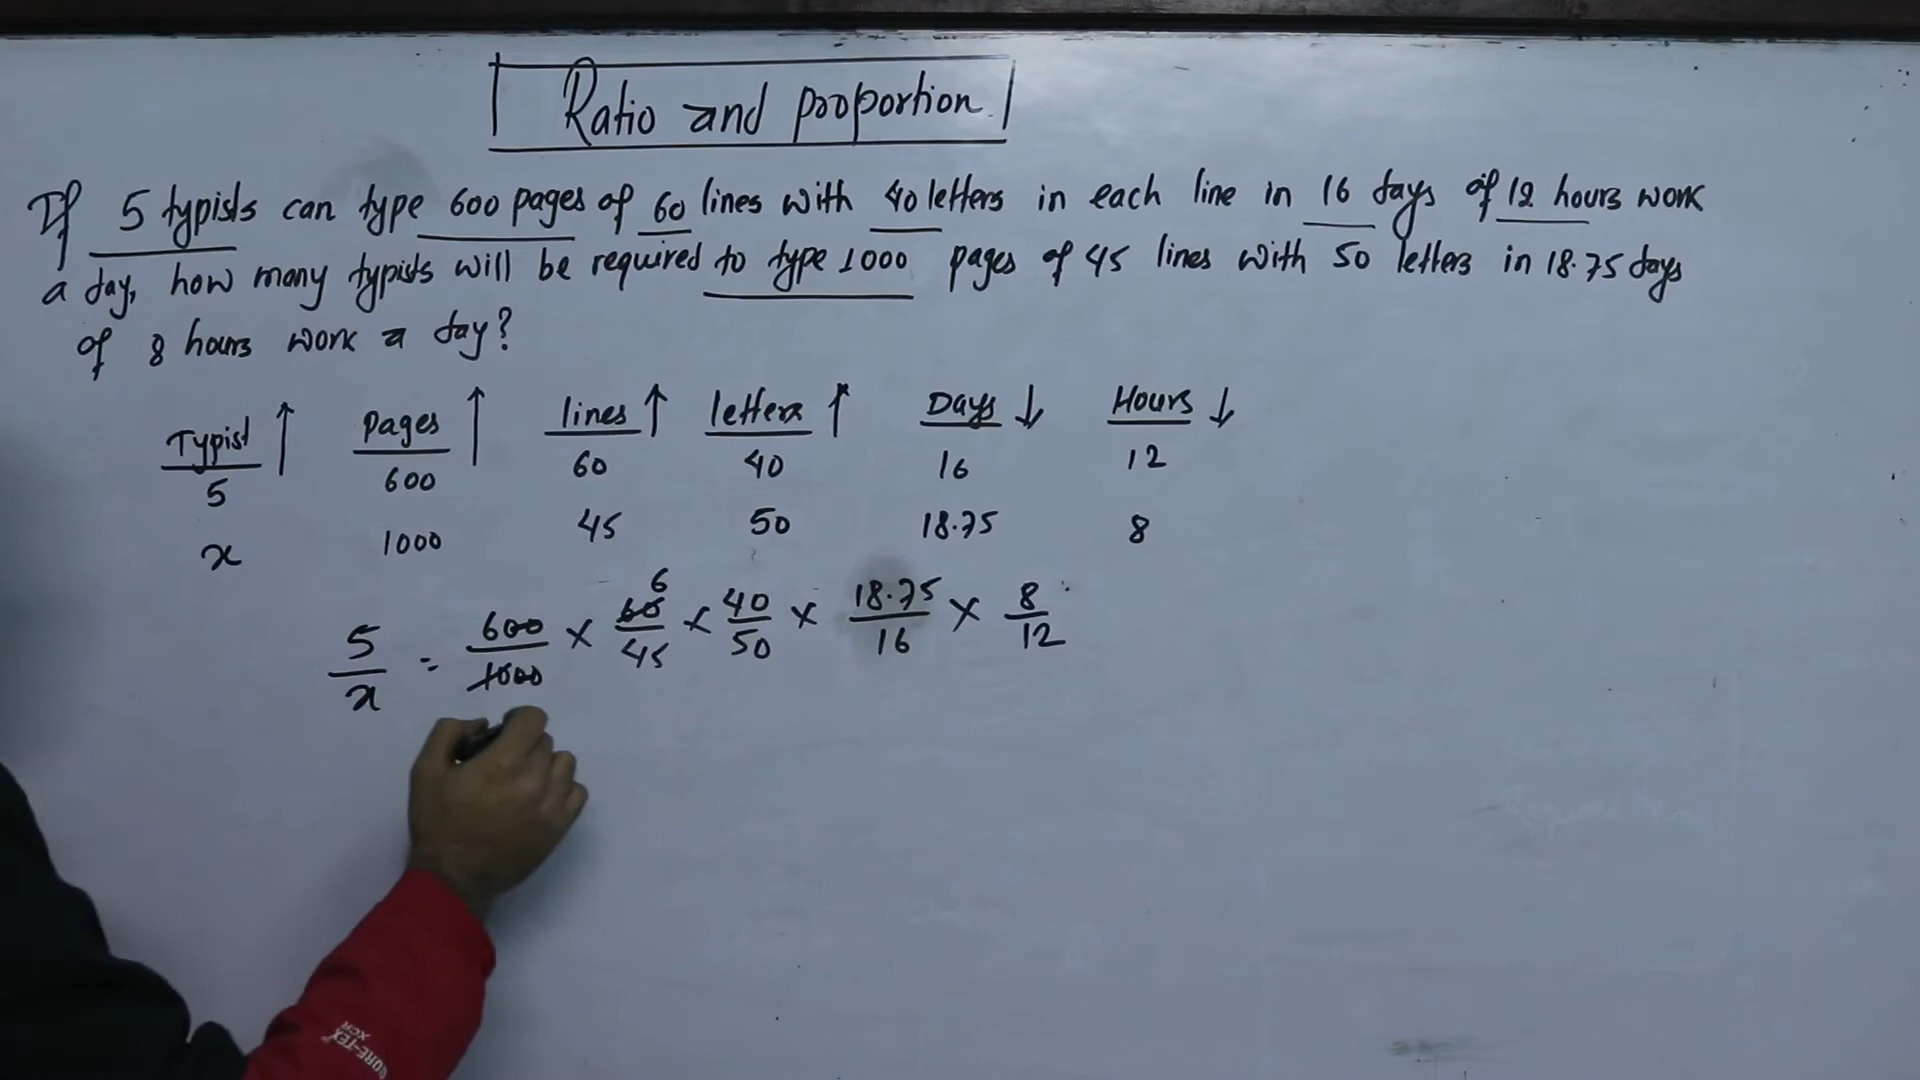 Ratio and proportion
If 5 typists can type 600 pages of 60 lines with 40 letters in each line in 16 days of 12 hours work
a day, how many typists will be required to type 1000 pages of 45 lines with 50 letters in 18.75 days
of 8 hours work a day?
Typist ↑ Pages ↑ lines ↑ letters ↑ Days ↓ Hours ↓
5 600 60 40 16 12
x 1000 45 50 18.75 8
5/x = 600/1000 × 60/45 × 40/50 × 18.75/16 × 8/12
6
GORE-TEX
XCR